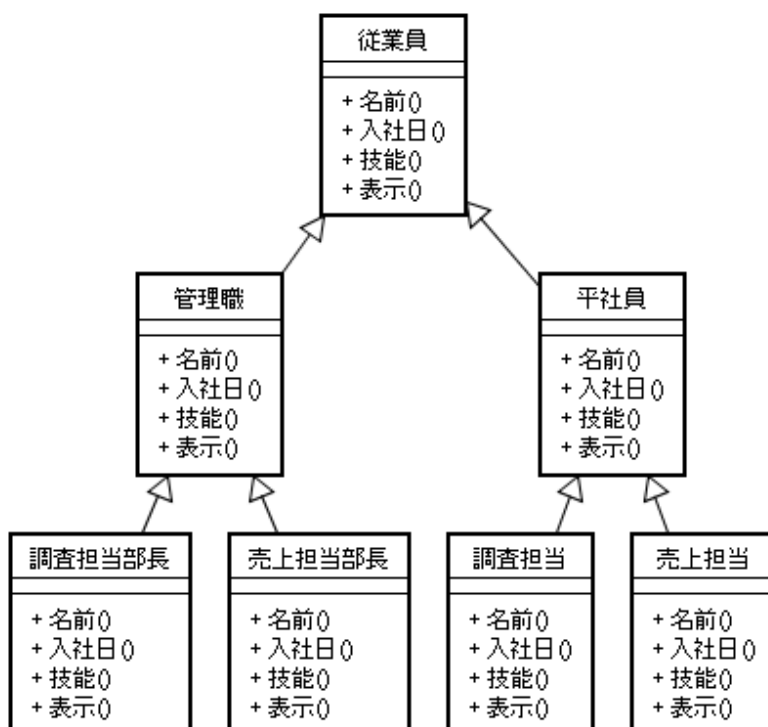 従業員
+ 名前()
+ 入社日()
+ 技能()
+ 表示()
管理職
+ 名前()
+ 入社日()
+ 技能()
+ 表示()
平社員
+ 名前()
+ 入社日()
+ 技能()
+ 表示()
調査担当部長
+ 名前()
+ 入社日()
+ 技能()
+ 表示()
売上担当部長
+ 名前()
+ 入社日()
+ 技能()
+ 表示()
調査担当
+ 名前()
+ 入社日()
+ 技能()
+ 表示()
売上担当
+ 名前()
+ 入社日()
+ 技能()
+ 表示()